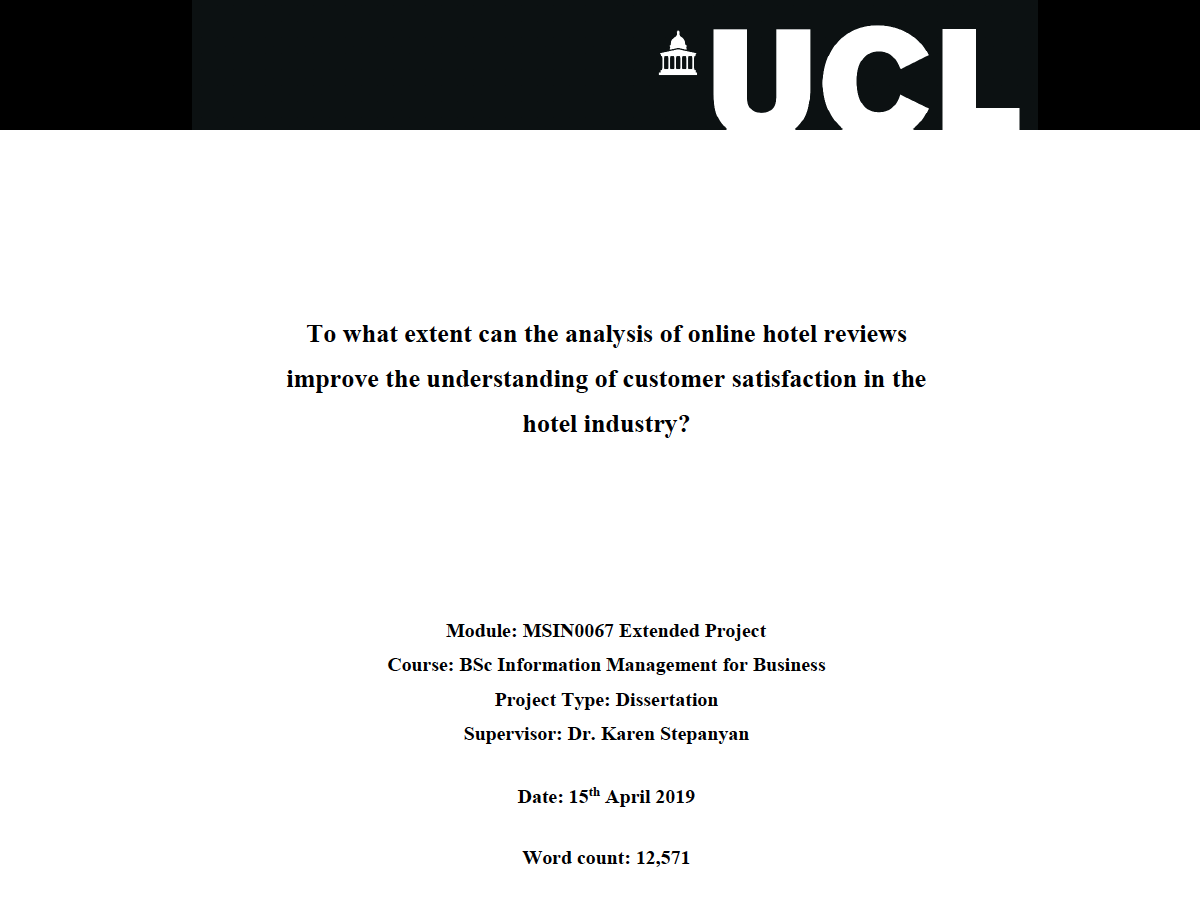 UCL
To what extent can the analysis of online hotel reviews
improve the understanding of customer satisfaction in the
hotel industry?
Module: MSIN0067 Extended Project
Course: BSc Information Management for Business
Project Type: Dissertation
Supervisor: Dr. Karen Stepanyan
Date: 15th April 2019
Word count: 12,571